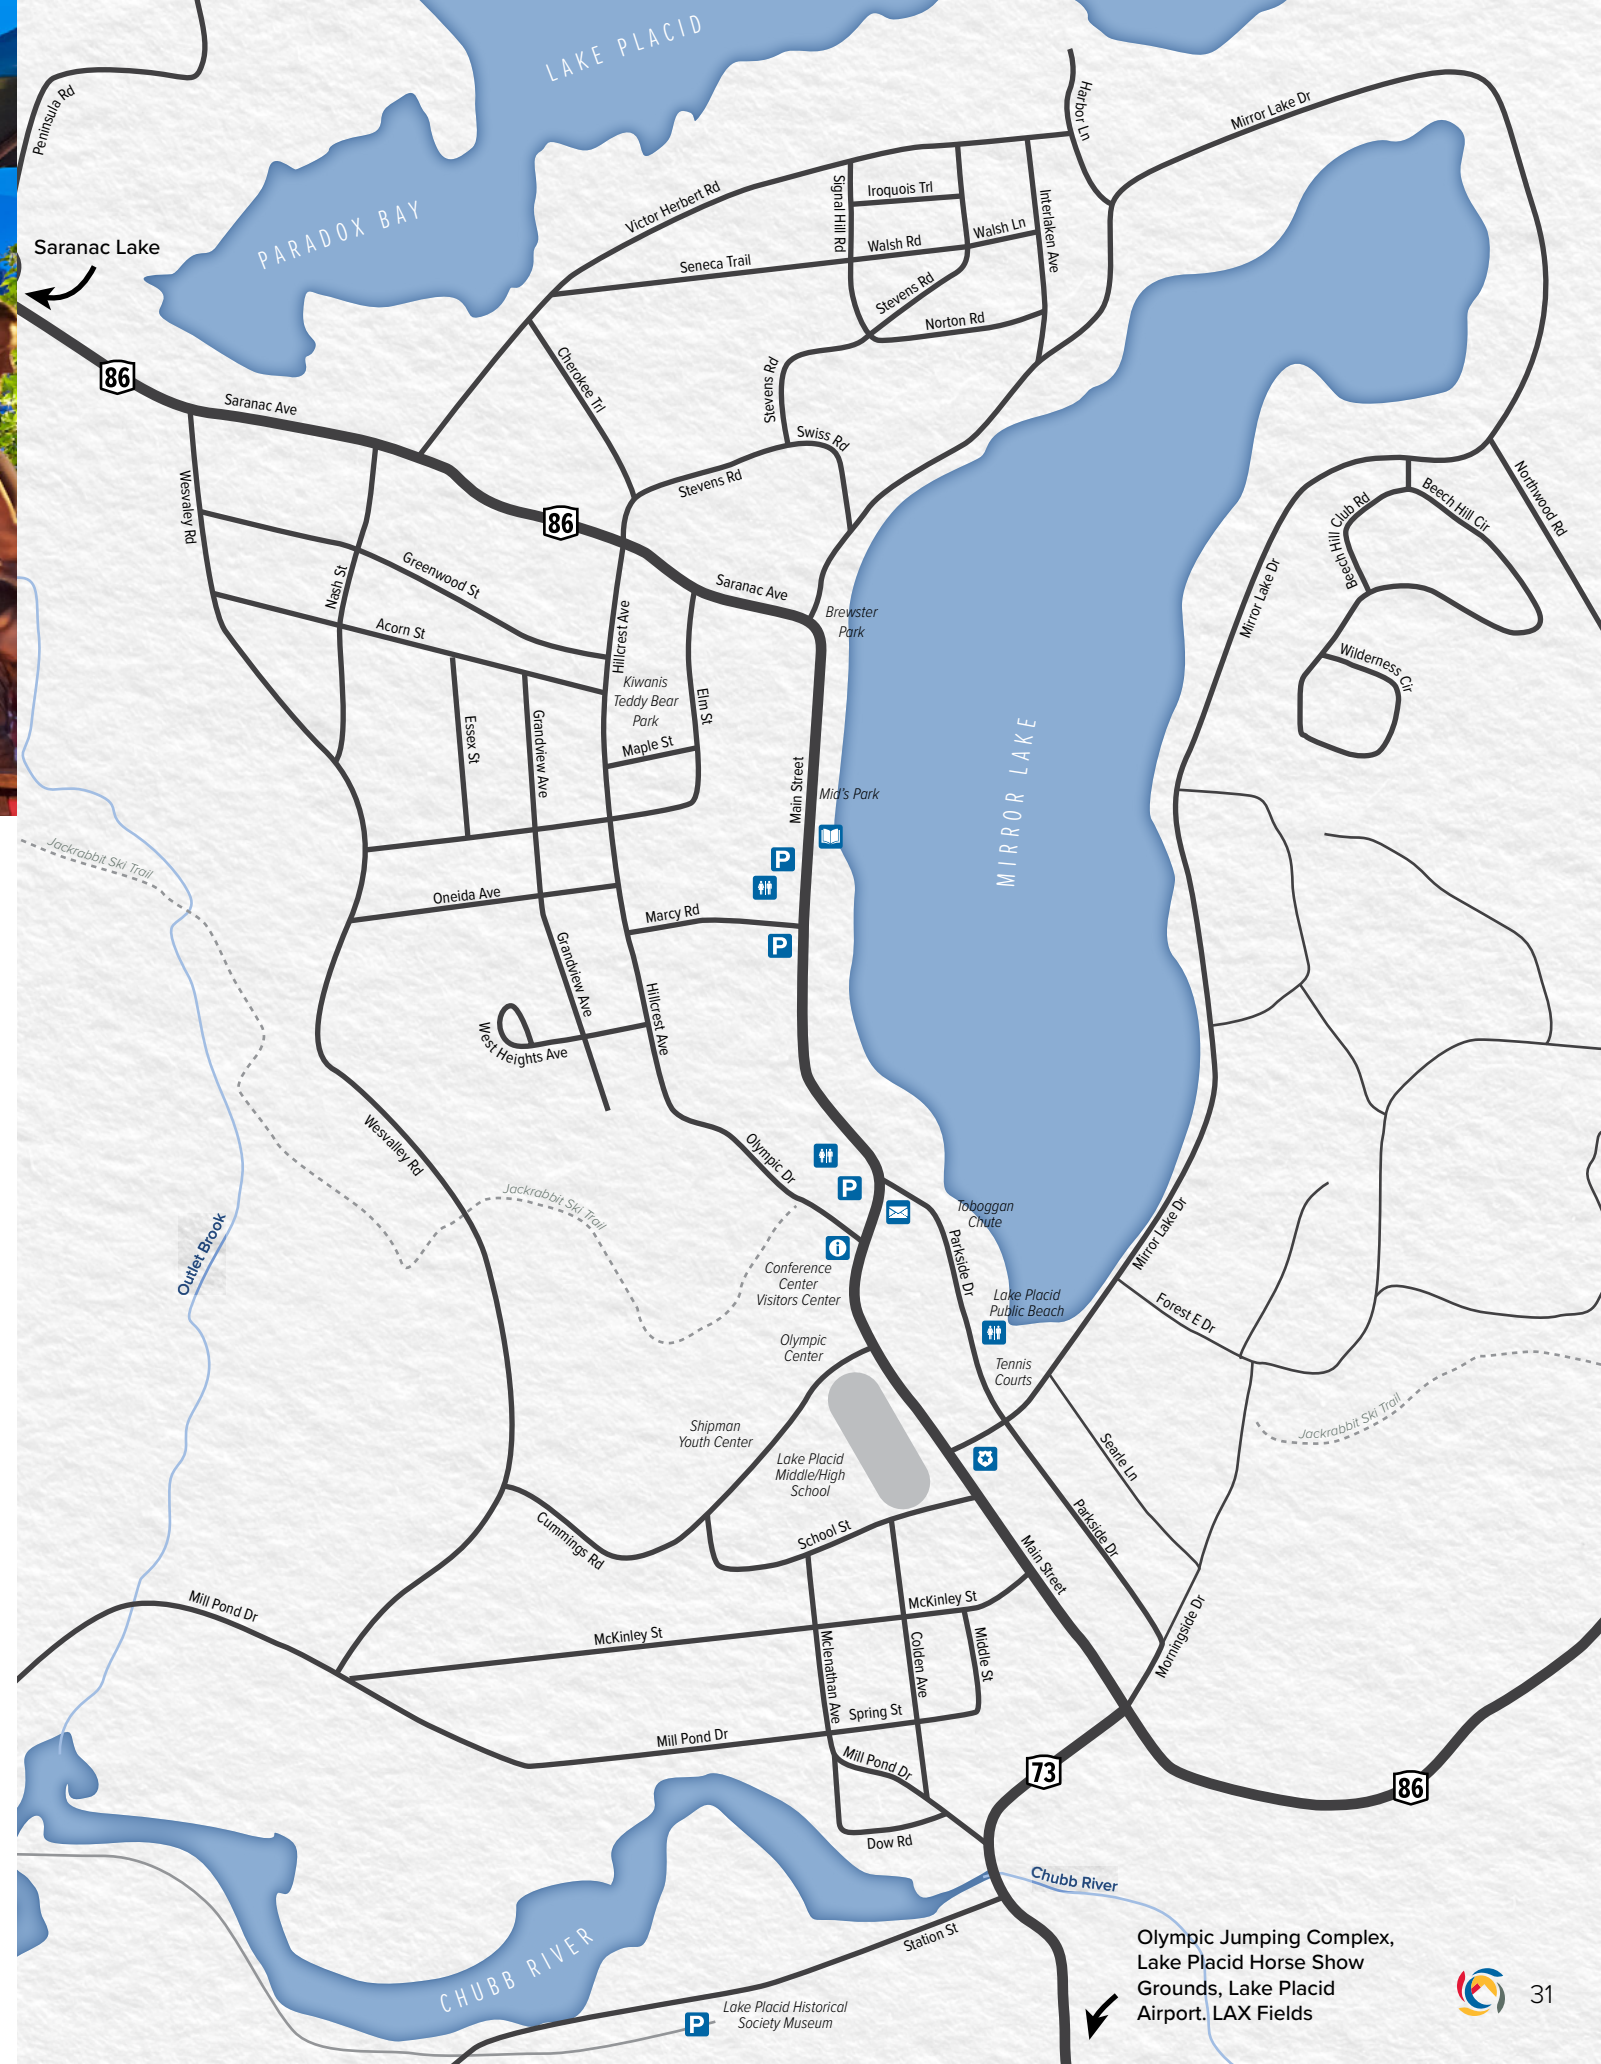 LAKE PLACID
Peninsula Rd
Harbor Ln
Mirror Lake Dr
PARADOX BAY
Victor Herbert Rd
Signal Hill Rd
Iroquois Trl
Interlaken Ave
Walsh Ln
Walsh Rd
Saranac Lake
Seneca Trail
Stevens Rd
Norton Rd
86
Cherokee Trl
Stevens Rd
Saranac Ave
Swiss Rd
Stevens Rd
Wesvaley Rd
Northwood Rd
Beech Hill Cir
Beech Hill Club Rd
86
Greenwood St
Nash St
Saranac Ave
Mirror Lake Dr
Acorn St
Hillcrest Ave
Brewster
Park
Wilderness Cir
Kiwanis
Teddy Bear
Park
Elm St
Essex St
Grandview Ave
Maple St
Main Street
Mid's Park
MIRROR LAKE
Jackrabbit Ski Trail
P
Oneida Ave
Marcy Rd
P
Grandview Ave
Hillcrest Ave
West Heights Ave
Wesvalley Rd
Olympic Dr
P
Jackrabbit Ski Trail
Toboggan
Chute
Parkside Dr
Mirror Lake Dr
Outlet Brook
i
Conference
Center
Visitors Center
Lake Placid
Public Beach
Forest E Dr
Olympic
Center
Tennis
Courts
Jackrabbit Ski Trail
Shipman
Youth Center
Lake Placid
Middle/High
School
Searle Ln
Cummings Rd
School St
Parkside Dr
Main Street
Mill Pond Dr
McKinley St
McKinley St
Mclenathan Ave
Colden Ave
Middle St
Morningside Dr
Spring St
Mill Pond Dr
Mill Pond Dr
73
86
Dow Rd
Chubb River
Station St
CHUBB RIVER
Olympic Jumping Complex,
Lake Placid Horse Show
Grounds, Lake Placid
Airport. LAX Fields
31
P
Lake Placid Historical
Society Museum